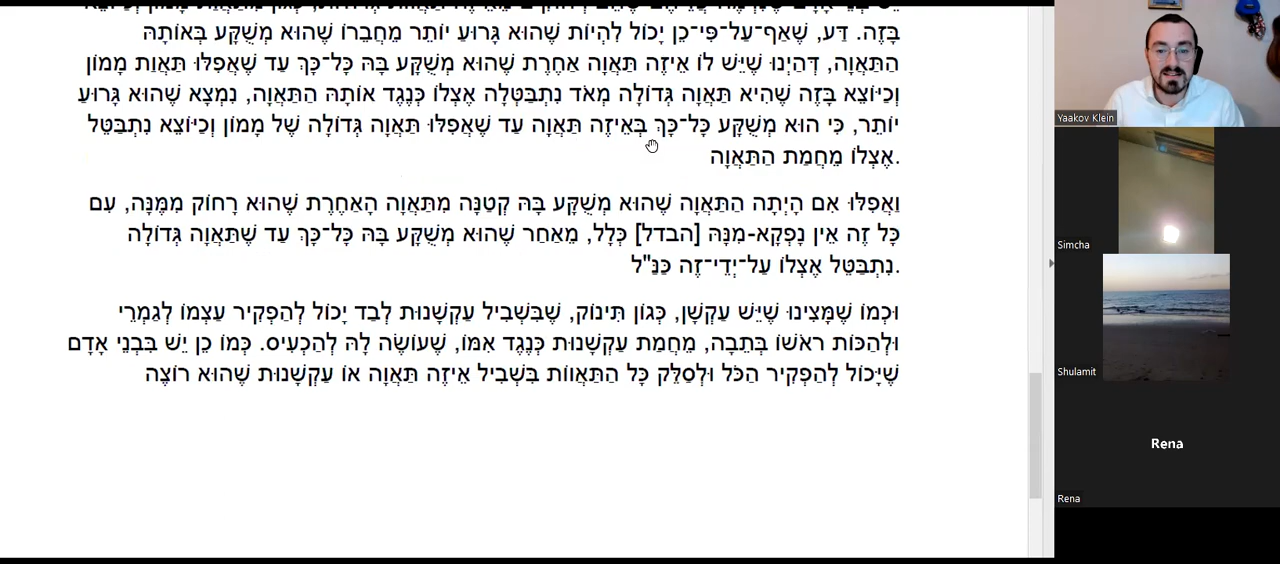 בָּזֶה. דַּע, שֶׁאַף־עַל־פִּי־כֵן יָכוֹל לִהְיוֹת שֶׁהוּא גָּרוּעַ יוֹתֵר מֵחֲבֵרוֹ שֶׁהוּא מְשֻׁקָּע בְּאוֹתָהּ
הַתַּאֲוָה, דְּהַיְנוּ שֶׁיֵּשׁ לוֹ אֵיזֶה תַּאֲוָה אַחֶרֶת שֶׁהוּא מְשֻׁקָּע בָּהּ כָּל־כָּךְ עַד שֶׁאֲפִלּוּ תַּאֲוַת מָמוֹן
וְכַיּוֹצֵא בָּזֶה שֶׁהִיא תַּאֲוָה גְּדוֹלָה מְאֹד נִתְבַּטְּלָה אֶצְלוֹ כְּנֶגֶד אוֹתָהּ הַתַּאֲוָה, נִמְצָא שֶׁהוּא גָּרוּעַ
יוֹתֵר, כִּי הוּא מְשֻׁקָּע כָּל־כָּךְ בְּאֵיזֶה תַּאֲוָה עַד שֶׁאֲפִלּוּ תַּאֲוָה גְּדוֹלָה שֶׁל מָמוֹן וְכַיּוֹצֵא נִתְבַּטֵּל
אֶצְלוֹ מֵחֲמַת הַתַּאֲוָה.
וַאֲפִלּוּ אִם הָיְתָה הַתַּאֲוָה שֶׁהוּא מְשֻׁקָּע בָּהּ קְטַנָּה מִתַּאֲוָה הָאַחֶרֶת שֶׁהוּא רָחוֹק מִמֶּנָּה, עִם
כָּל זֶה אֵין נָפְקָא-מִנָּהּ [הבדל] כְּלָל, מֵאַחַר שֶׁהוּא מְשֻׁקָּע בָּהּ כָּל־כָּךְ עַד שֶׁתַּאֲוָה גְּדוֹלָה
נִתְבַּטֵּל אֶצְלוֹ עַל־יְדֵי־זֶה כַּנַּ"ל.
וּכְמוֹ שֶׁמָּצִינוּ שֶׁיֵּשׁ עַקְשָׁן, כְּגוֹן תִּינוֹק, שֶׁבִּשְׁבִיל עַקְשָׁנוּת לְבַד יָכוֹל לְהַפְקִיר עַצְמוֹ לְגַמְרֵי
וּלְהַכּוֹת רֹאשׁוֹ בְּתֵבָה, מֵחֲמַת עַקְשָׁנוּת כְּנֶגֶד אִמּוֹ, שֶׁעוֹשֶׂה לָהּ לְהַכְעִיס. כְּמוֹ כֵן יֵשׁ בִּבְנֵי אָדָם
שֶׁיָּכוֹל לְהַפְקִיר הַכֹּל וּלְסַלֵּק כָּל הַתַּאֲווֹת בִּשְׁבִיל אֵיזֶה תַּאֲוָה אוֹ עַקְשָׁנוּת שֶׁהוּא רוֹצֶה
Yaakov Klein
Simcha
Shulamit
Rena
Rena